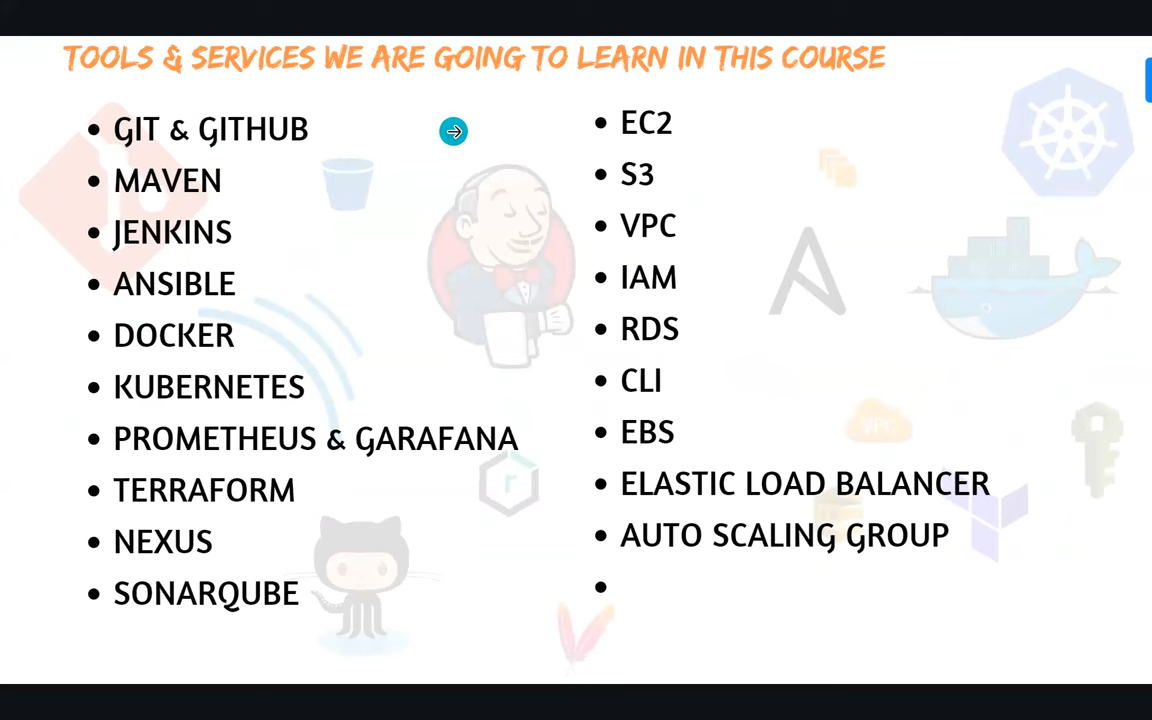 TOOLS & SERVICES WE ARE GOING TO LEARN IN THIS COURSE
• GIT & GITHUB
• MAVEN
• JENKINS
• ANSIBLE
• DOCKER
• KUBERNETES
• PROMETHEUS & GARAFANA
• TERRAFORM
• NEXUS
• SONARQUBE
• EC2
• S3
• VPC
• IAM
• RDS
• CLI
• EBS
• ELASTIC LOAD BALANCER
• AUTO SCALING GROUP
•
VPC
r